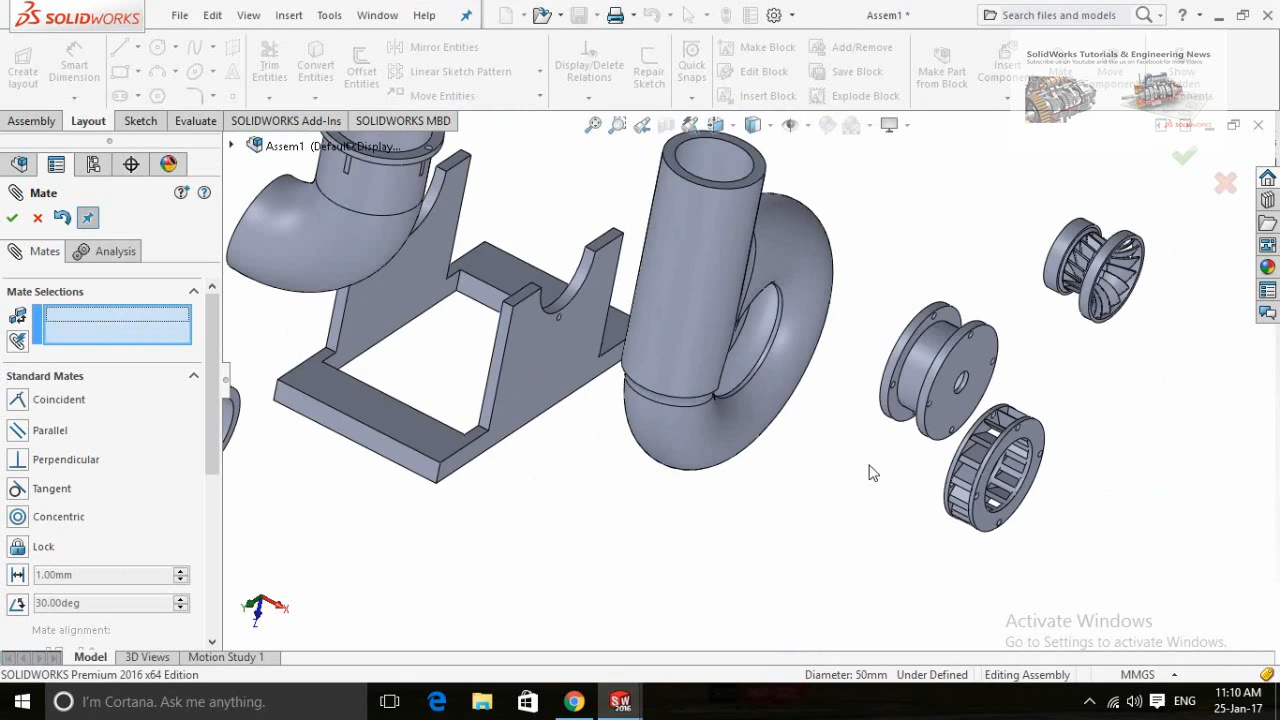 SOLIDWORKS
File Edit View Insert Tools Window Help
Assem1 *
Search files and models
Create layout
Smart Dimension
Trim Entities
Convert Entities
Offset Entities
Mirror Entities
Linear Sketch Pattern
Move Entities
Display/Delete Relations
Repair Sketch
Quick Snaps
Make Block
Edit Block
Insert Block
Add/Remove
Save Block
Explode Block
Make Part from Block
Insert Components
SolidWorks Tutorials & Engineering News
Subscribe us on Youtube and like us on Facebook for more Videos
Assembly Layout Sketch Evaluate SOLIDWORKS Add-Ins SOLIDWORKS MBD
Assem1 (Default<Display...
Mate
Mates Analysis
Mate Selections
Standard Mates
Coincident
Parallel
Perpendicular
Tangent
Concentric
Lock
1.00mm
30.00deg
Mate alignment:
Y X
Z
Activate Windows
Go to Settings to activate Windows.
Model 3D Views Motion Study 1
SOLIDWORKS Premium 2016 x64 Edition
Diameter: 50mm Under Defined Editing Assembly MMGS
I'm Cortana. Ask me anything.
SW
2016
ENG
11:10 AM
25-Jan-17